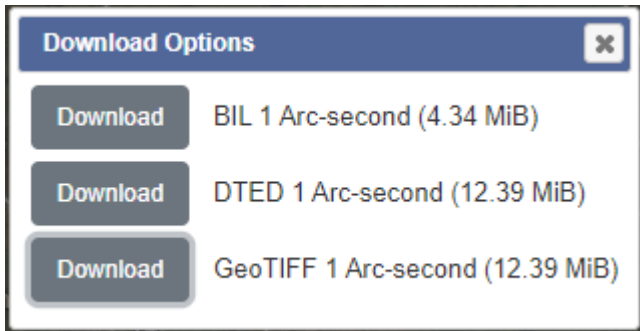 Download Options
Download BIL 1 Arc-second (4.34 MiB)
Download DTED 1 Arc-second (12.39 MiB)
Download GeoTIFF 1 Arc-second (12.39 MiB)